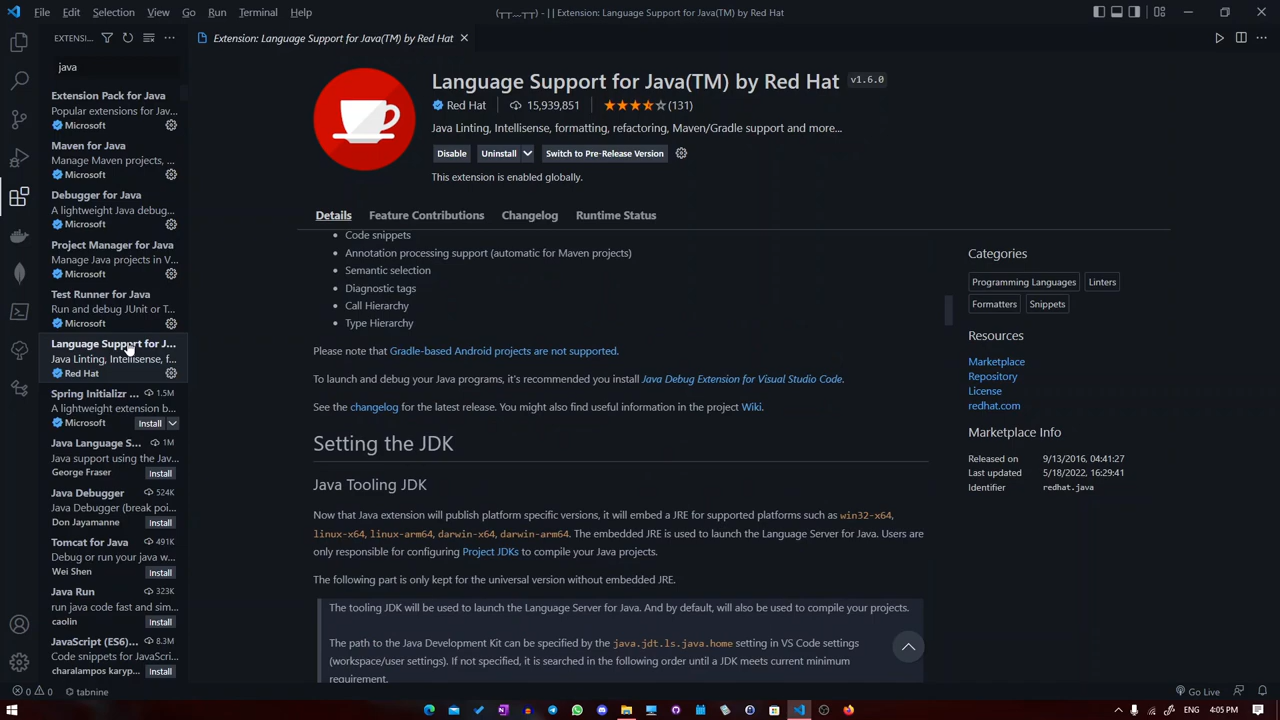 File Edit Selection View Go Run Terminal Help
(┬┬﹏┬┬) - || Extension: Language Support for Java(TM) by Red Hat
EXTENSI...
Extension: Language Support for Java(TM) by Red Hat
java
Extension Pack for Java
Popular extensions for Jav...
Microsoft
Maven for Java
Manage Maven projects, ...
Microsoft
Debugger for Java
A lightweight Java debug...
Microsoft
Project Manager for Java
Manage Java projects in V...
Microsoft
Test Runner for Java
Run and debug JUnit or T...
Microsoft
Language Support for J...
Java Linting, Intellisense, f...
Red Hat
Spring Initializr ... 1.5M
A lightweight extension b...
Microsoft Install
Java Language S... 1M
Java support using the Jav...
George Fraser Install
Java Debugger 524K
Java Debugger (break poi...
Don Jayamanne Install
Tomcat for Java 491K
Debug or run your java w...
Wei Shen Install
Java Run 323K
run java code fast and sim...
caolin Install
JavaScript (ES6)... 8.3M
Code snippets for JavaScri...
charalampos karyp... Install
Language Support for Java(TM) by Red Hat v1.6.0
Red Hat 15,939,851 (131)
Java Linting, Intellisense, formatting, refactoring, Maven/Gradle support and more...
Disable Uninstall Switch to Pre-Release Version
This extension is enabled globally.
Details Feature Contributions Changelog Runtime Status
Code snippets
Annotation processing support (automatic for Maven projects)
Semantic selection
Diagnostic tags
Call Hierarchy
Type Hierarchy
Please note that Gradle-based Android projects are not supported.
To launch and debug your Java programs, it's recommended you install Java Debug Extension for Visual Studio Code.
See the changelog for the latest release. You might also find useful information in the project Wiki.
Setting the JDK
Java Tooling JDK
Now that Java extension will publish platform specific versions, it will embed a JRE for supported platforms such as win32-x64,
linux-x64, linux-arm64, darwin-x64, darwin-arm64. The embedded JRE is used to launch the Language Server for Java. Users are
only responsible for configuring Project JDKs to compile your Java projects.
The following part is only kept for the universal version without embedded JRE.
The tooling JDK will be used to launch the Language Server for Java. And by default, will also be used to compile your projects.
The path to the Java Development Kit can be specified by the java.jdt.ls.java.home setting in VS Code settings
(workspace/user settings). If not specified, it is searched in the following order until a JDK meets current minimum
requirement.
Categories
Programming Languages Linters
Formatters Snippets
Resources
Marketplace
Repository
License
redhat.com
Marketplace Info
Released on 9/13/2016, 04:41:27
Last updated 5/18/2022, 16:29:41
Identifier redhat.java
0 0 tabnine
Go Live
4:05 PM